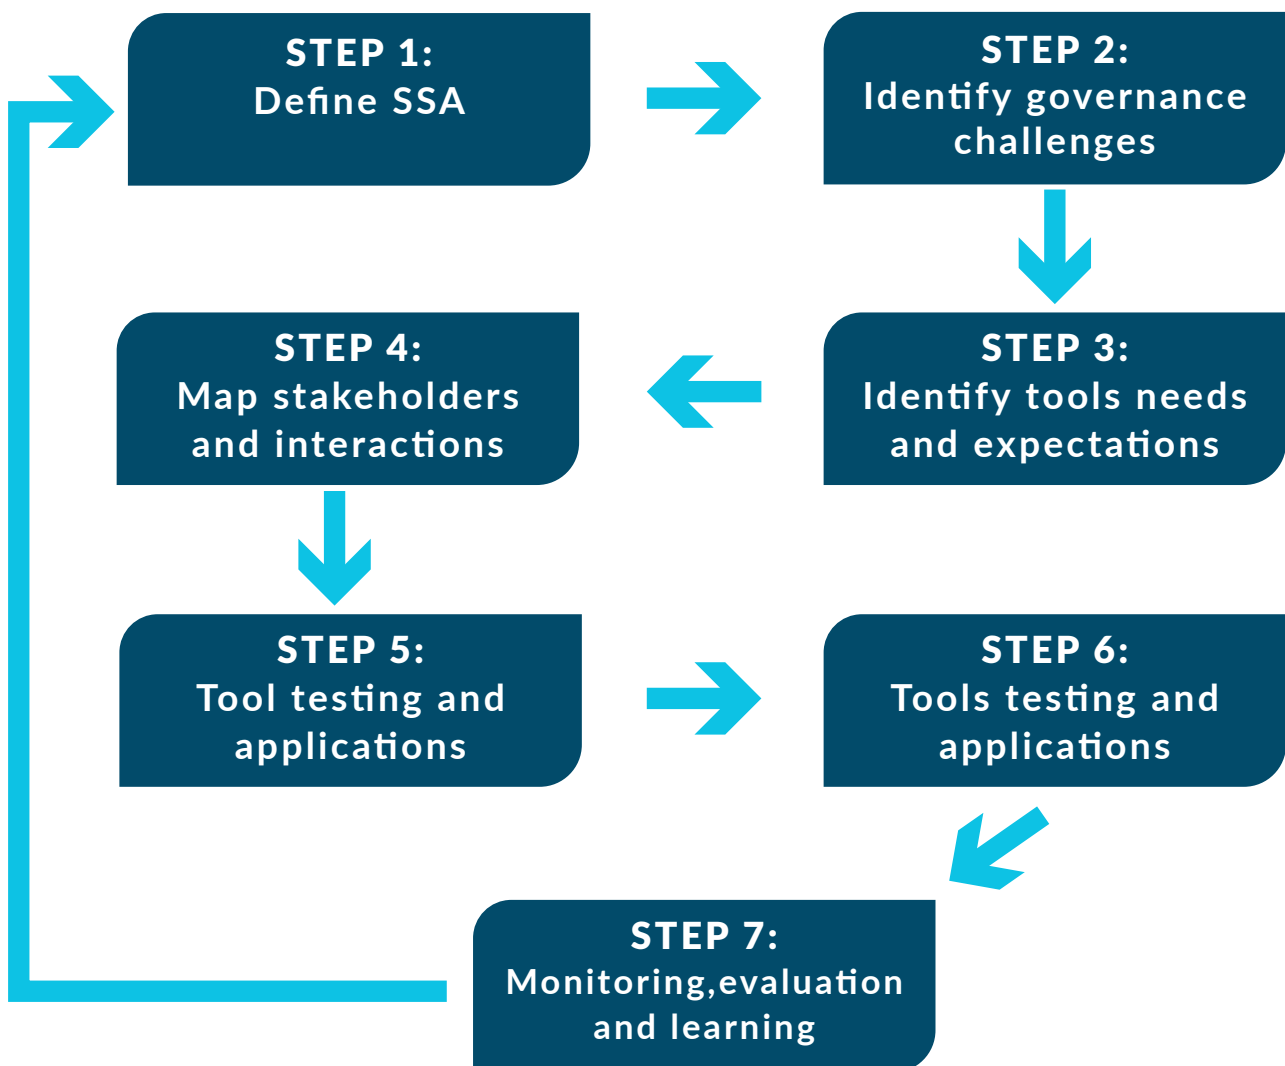 STEP 1:
Define SSA
STEP 2:
Identify governance
challenges
STEP 3:
Identify tools needs
and expectations
STEP 4:
Map stakeholders
and interactions
STEP 5:
Tool testing and
applications
STEP 6:
Tools testing and
applications
STEP 7:
Monitoring,evaluation
and learning